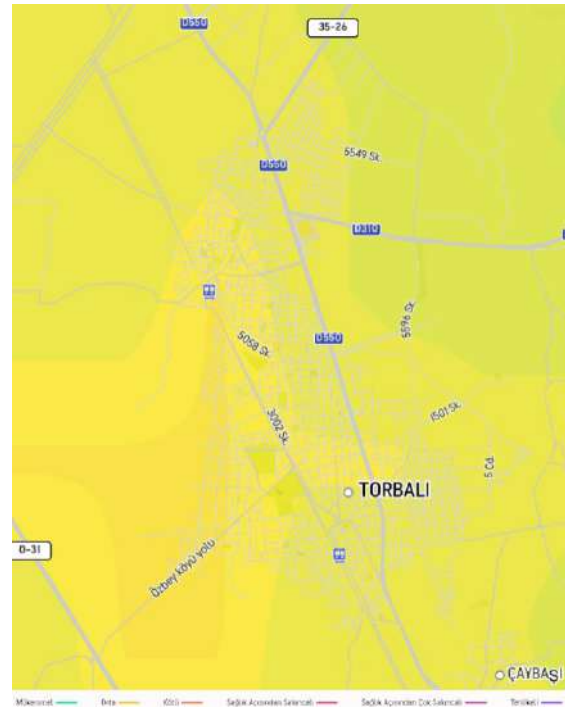 D550
35-26
D550
5549 Sk.
D310
D550
5596 Sk.
5058 Sk.
1501 Sk.
3002 Sk.
5 Cd.
TORBALI
0-31
Özbey köyü yolu
ÇAYBAŞI
Mükemmel Orta Kötü Sağlık Açısından Sakıncalı Sağlık Açısından Çok Sakıncalı Tehlikeli